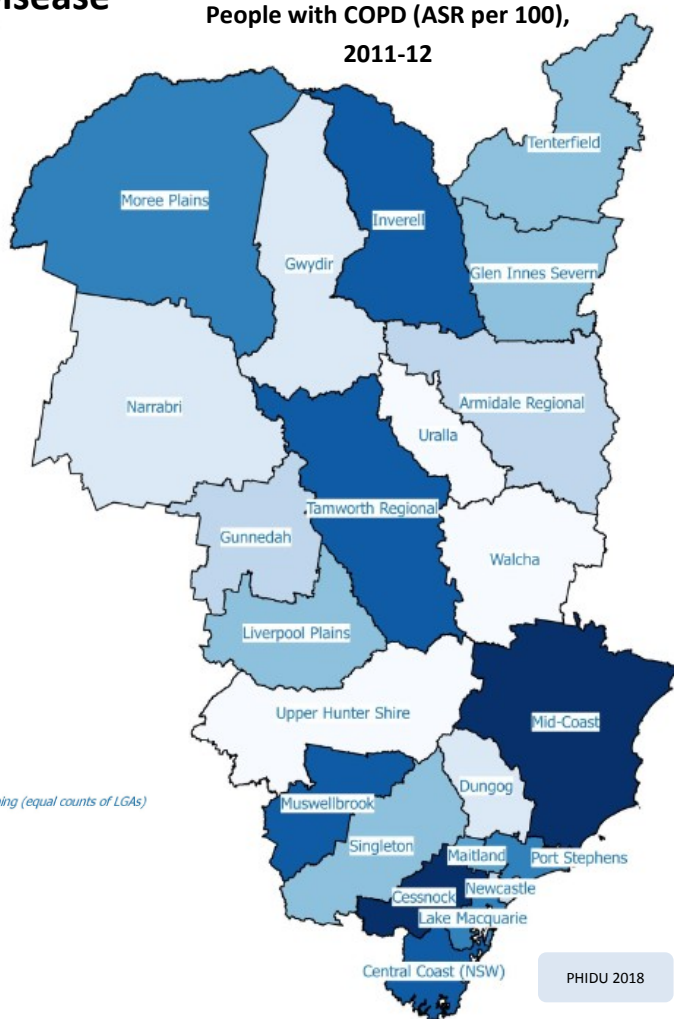 People with COPD (ASR per 100),
2011-12
Tenterfield
Moree Plains
Inverell
Gwydir
Glen Innes Severn
Narrabri
Armidale Regional
Uralla
Tamworth Regional
Gunnedah
Walcha
Liverpool Plains
Upper Hunter Shire
Mid-Coast
Dungog
(equal counts of LGAs)
Muswellbrook
Singleton
Maitland
Port Stephens
Cessnock
Newcastle
Lake Macquarie
Central Coast (NSW)
PHIDU 2018